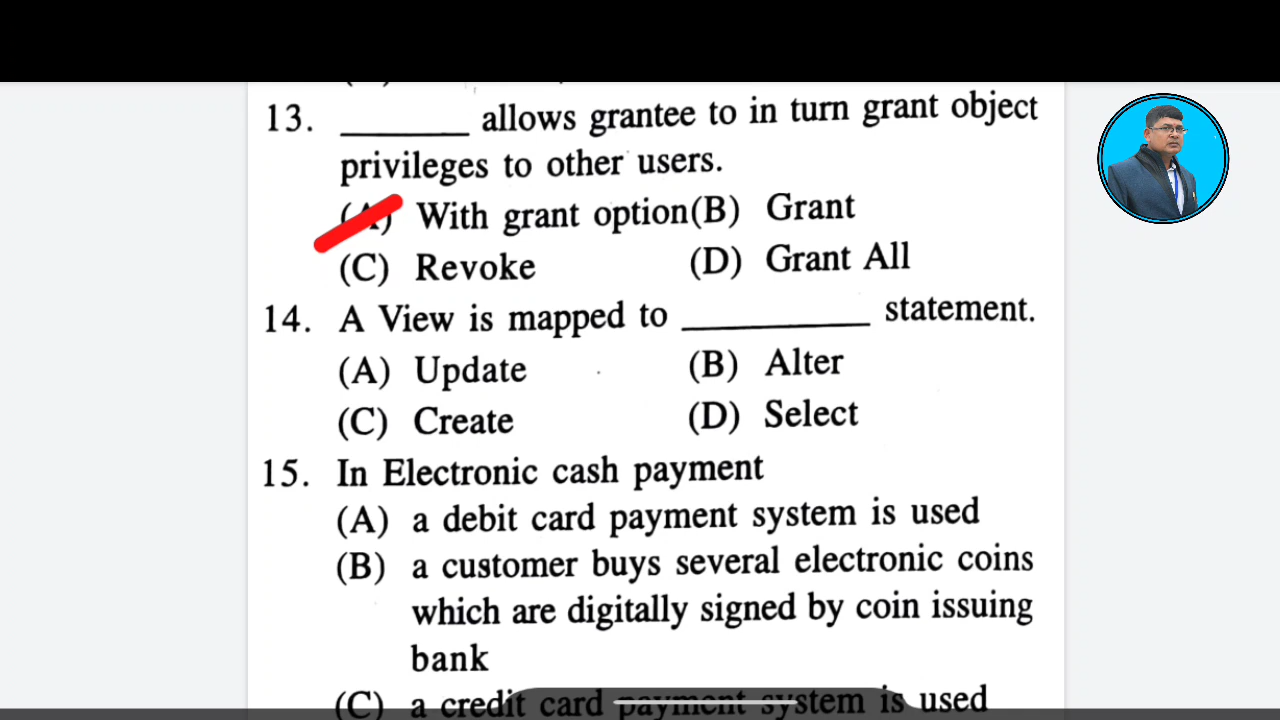 13. ________ allows grantee to in turn grant object
privileges to other users.
(A) With grant option (B) Grant
(C) Revoke (D) Grant All
14. A View is mapped to ___________ statement.
(A) Update (B) Alter
(C) Create (D) Select
15. In Electronic cash payment
(A) a debit card payment system is used
(B) a customer buys several electronic coins
which are digitally signed by coin issuing
bank
(C) a credit card payment system is used